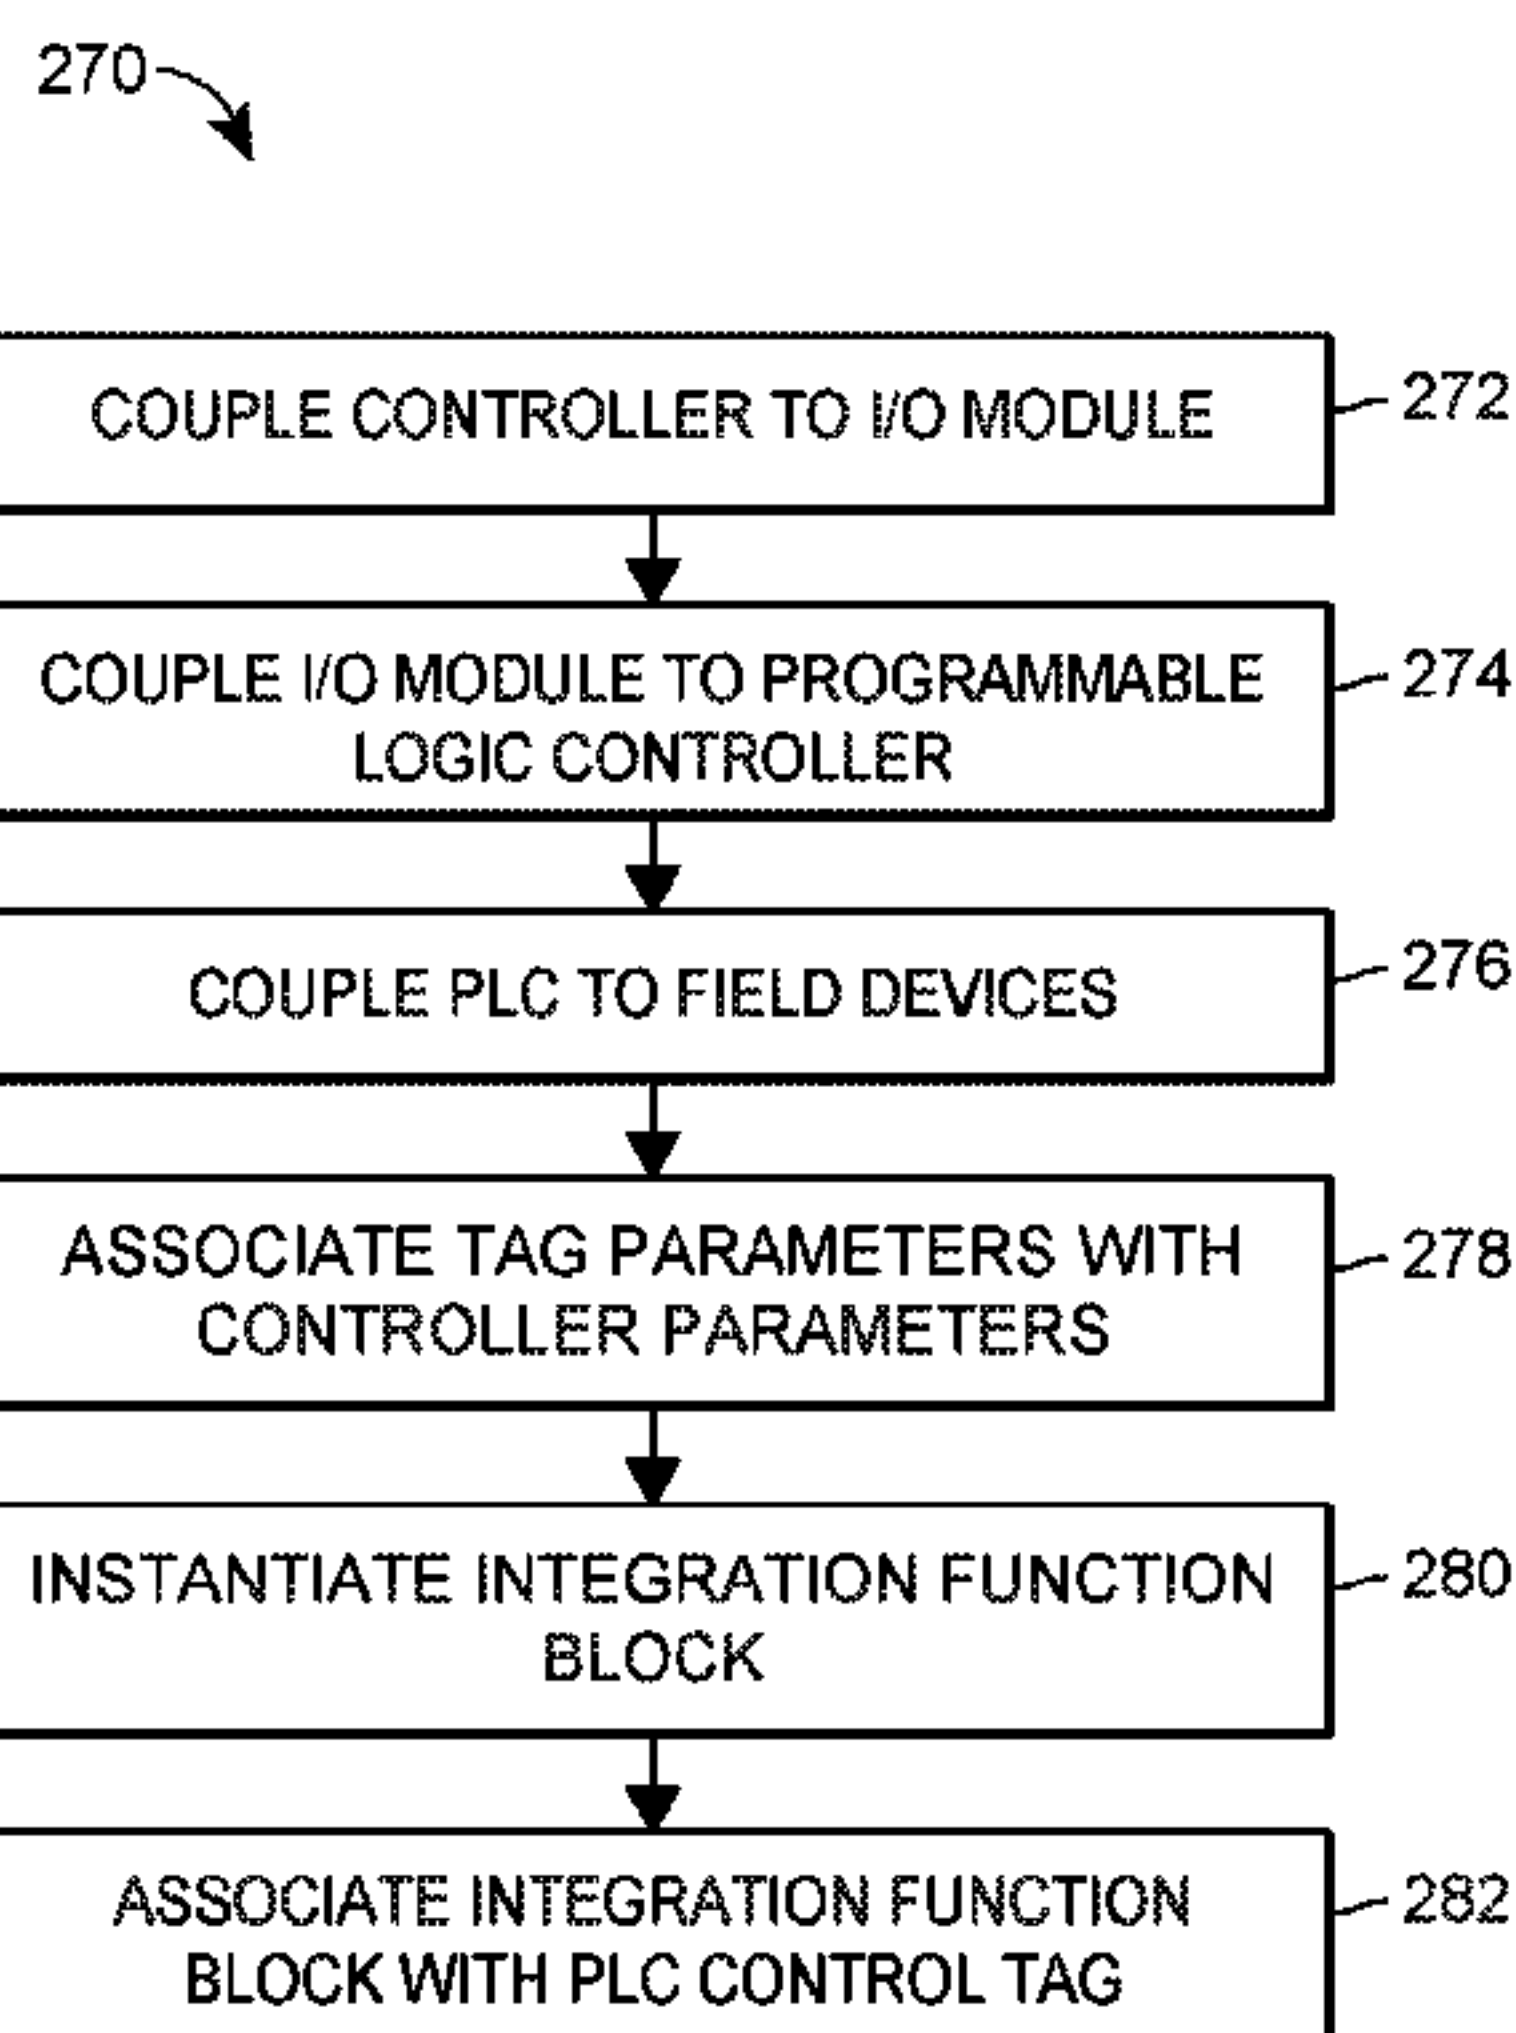 270
COUPLE CONTROLLER TO I/O MODULE
272
COUPLE I/O MODULE TO PROGRAMMABLE
LOGIC CONTROLLER
274
COUPLE PLC TO FIELD DEVICES
276
ASSOCIATE TAG PARAMETERS WITH
CONTROLLER PARAMETERS
278
INSTANTIATE INTEGRATION FUNCTION
BLOCK
280
ASSOCIATE INTEGRATION FUNCTION
BLOCK WITH PLC CONTROL TAG
282